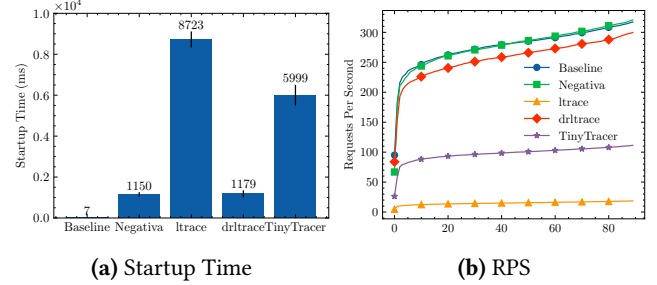 ×10⁴
1.0
0.8
0.6
0.4
0.2
0.0
Startup Time (ms)
7
1150
8723
1179
5999
Baseline Negativa ltrace drltrace TinyTracer
(a) Startup Time
300
250
200
150
100
50
0
Requests Per Second
Baseline
Negativa
ltrace
drltrace
TinyTracer
0 20 40 60 80
(b) RPS